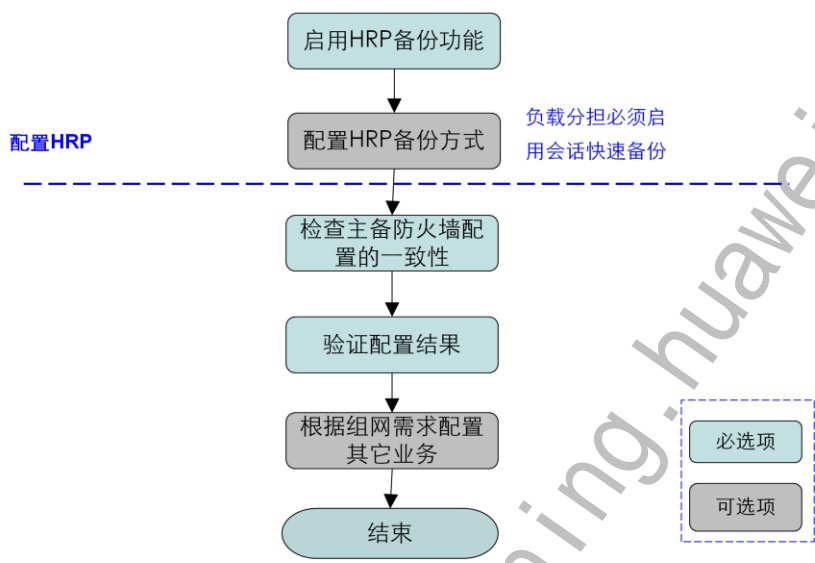 启用HRP备份功能
配置HRP
配置HRP备份方式
负载分担必须启
用会话快速备份
检查主备防火墙配
置的一致性
验证配置结果
根据组网需求配置
其它业务
必选项
可选项
结束
ning.huawei